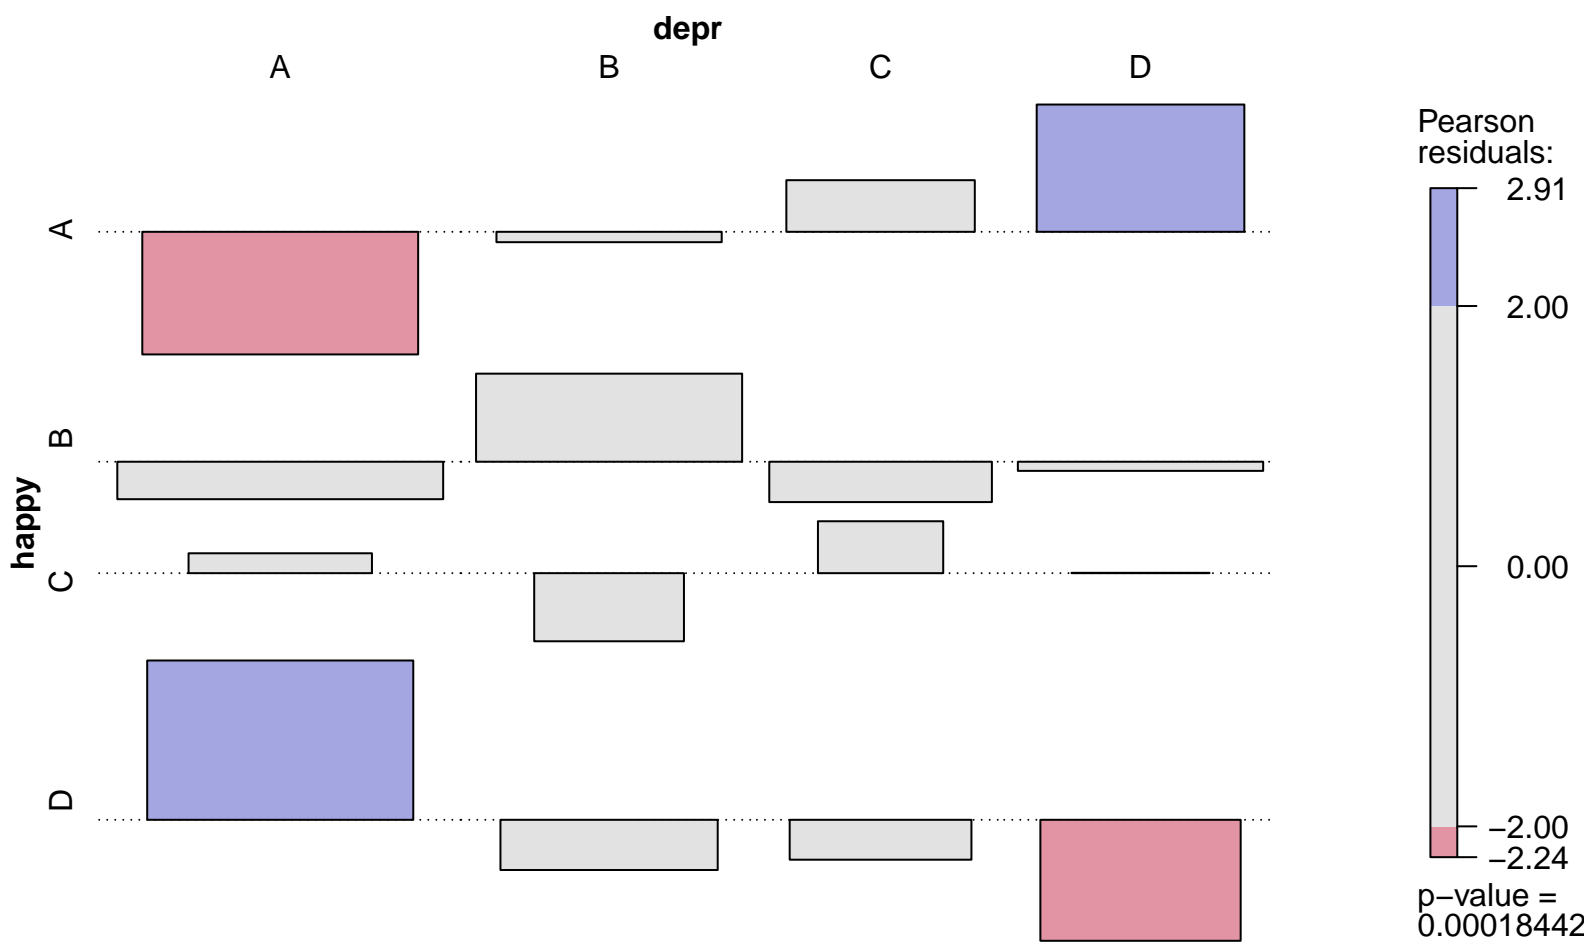 depr
A B C D
A
B
C
D
happy
Pearson
residuals:
2.91
2.00
0.00
−2.00
−2.24
p−value =
0.00018442